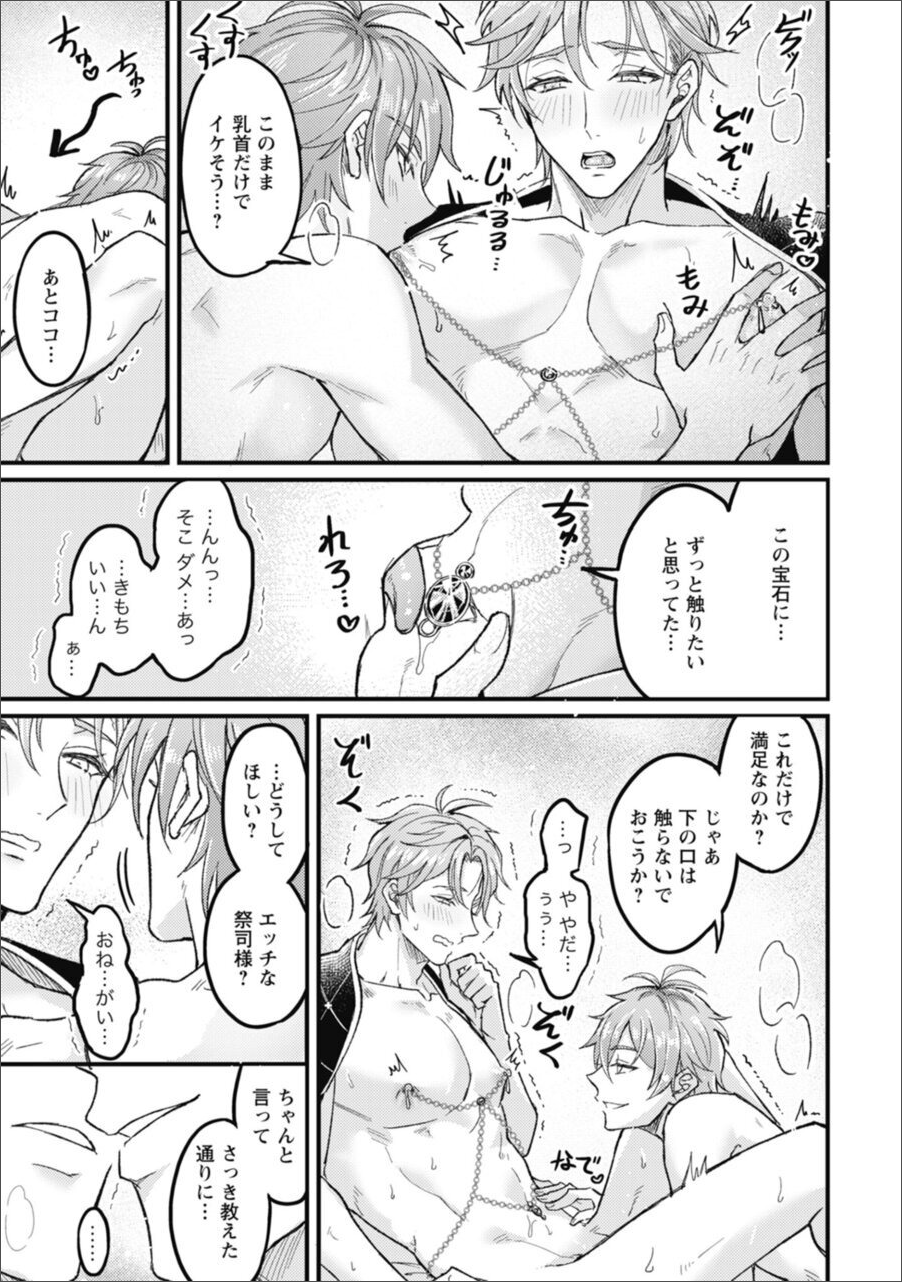 ビクッ…
ぞくぞく…
もみ♡
もみ
じゅるるる…
くす
くす
このまま
乳首だけで
イケそう…?
ちゅ♡
ちゅっ
あとココ…
この宝石に…
ずっと触りたい
と思ってた…
ちゅ…
れろ…♡
…んんっ…
そこ ダメ…あっ
…きもち
いい…ん
ぁ…
これだけで
満足なのか?
じゃあ
下の口は
触らないで
おこうか?
ぞく
…っ
や やだ…
ぅぅ…
ぞく
なで♡
…どうして
ほしい?
エッチな
祭司様?
おね…がい…
ちゃんと
言って
さっき教えた
通りに…
……